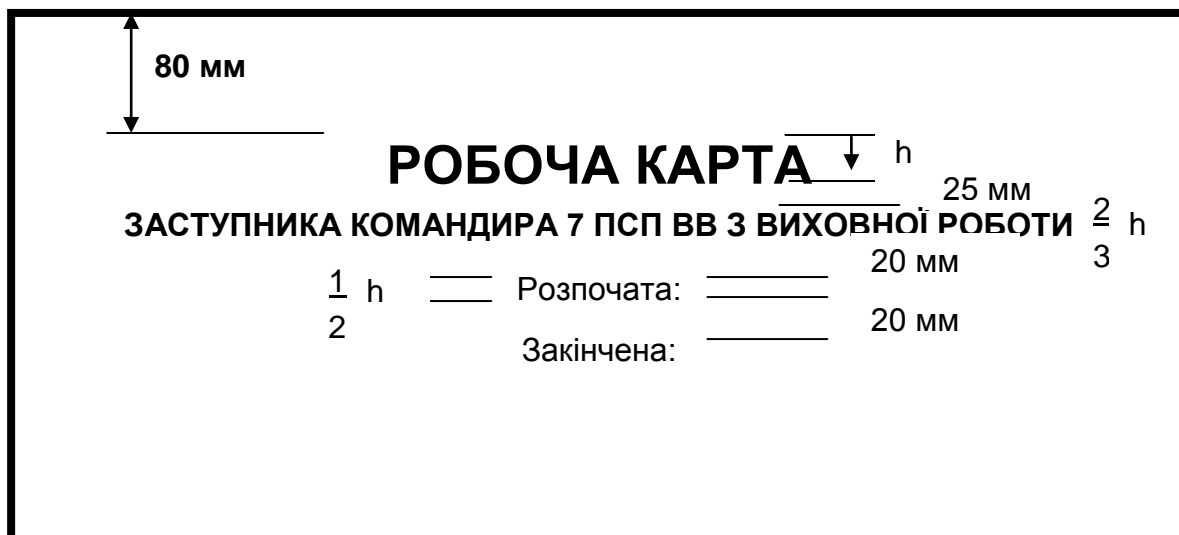 80 мм
РОБОЧА КАРТА h
25 мм
ЗАСТУПНИКА КОМАНДИРА 7 ПСП ВВ З ВИХОВНОЇ РОБОТИ 2/3 h
20 мм
1/2 h Розпочата:
20 мм
Закінчена: